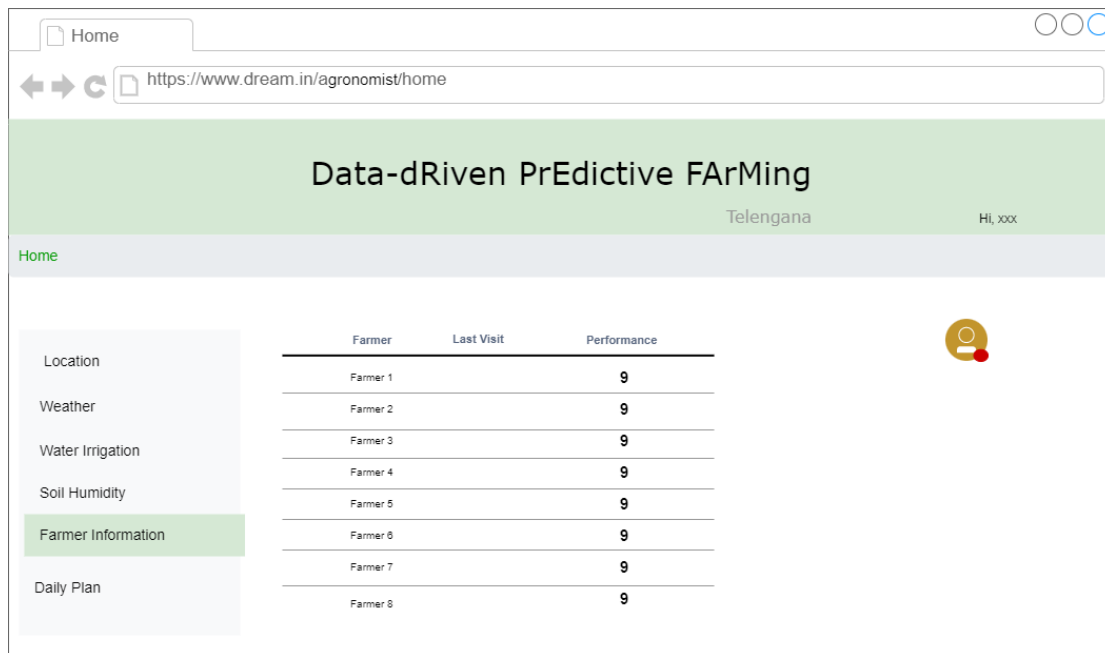 Home
https://www.dream.in/agronomist/home
Data-dRiven PrEdictive FArMing
Telengana
Hi, xxx
Home
Location
Weather
Water Irrigation
Soil Humidity
Farmer Information
Daily Plan
Farmer Last Visit Performance
Farmer 1 9
Farmer 2 9
Farmer 3 9
Farmer 4 9
Farmer 5 9
Farmer 6 9
Farmer 7 9
Farmer 8 9